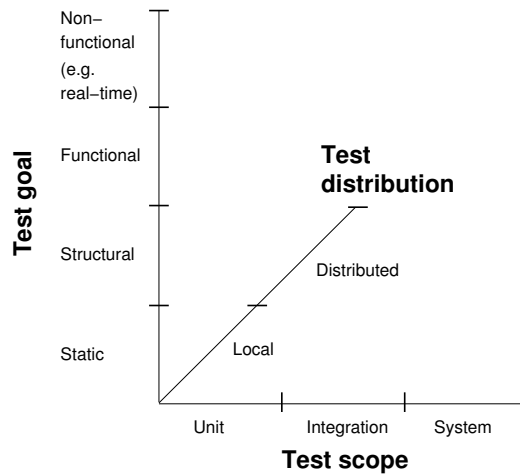 Non−
functional
(e.g.
real−time)
Functional
Test
distribution
Test goal
Structural
Distributed
Static
Local
Unit
Integration
System
Test scope